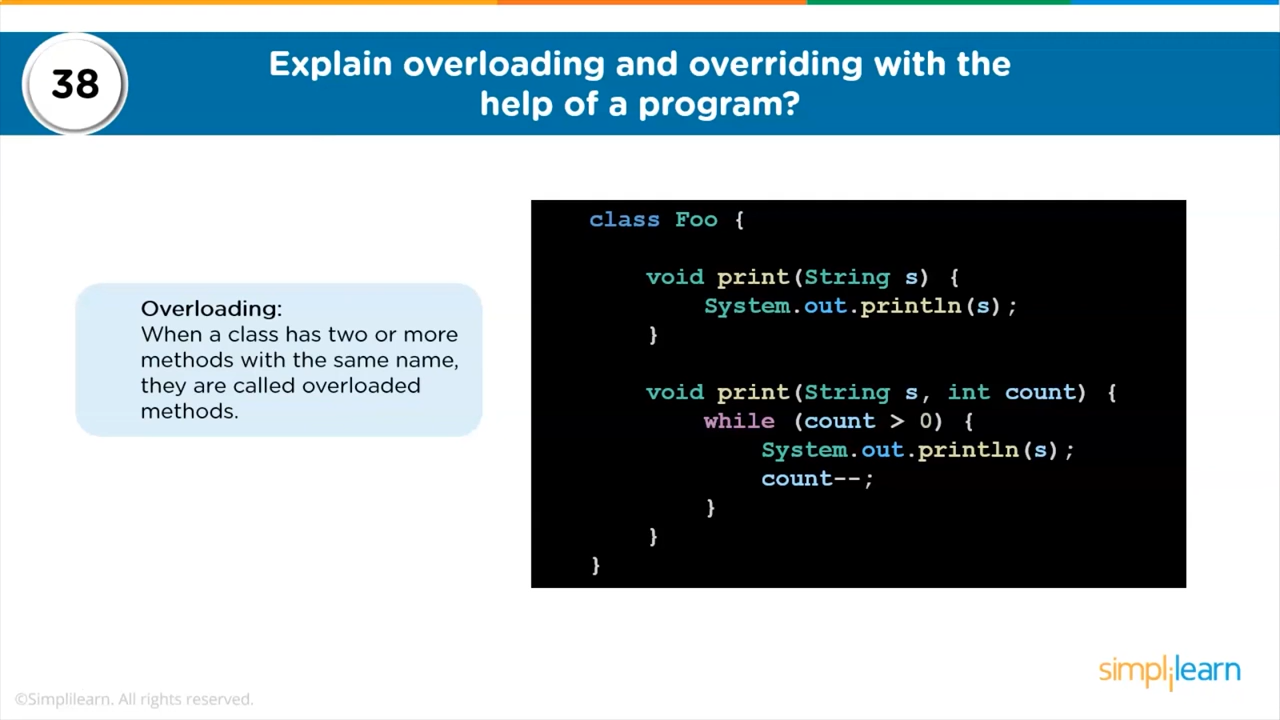 38
Explain overloading and overriding with the
help of a program?
Overloading:
When a class has two or more
methods with the same name,
they are called overloaded
methods.
class Foo {
void print(String s) {
System.out.println(s);
}
void print(String s, int count) {
while (count > 0) {
System.out.println(s);
count--;
}
}
}
simplilearn
©Simplilearn. All rights reserved.